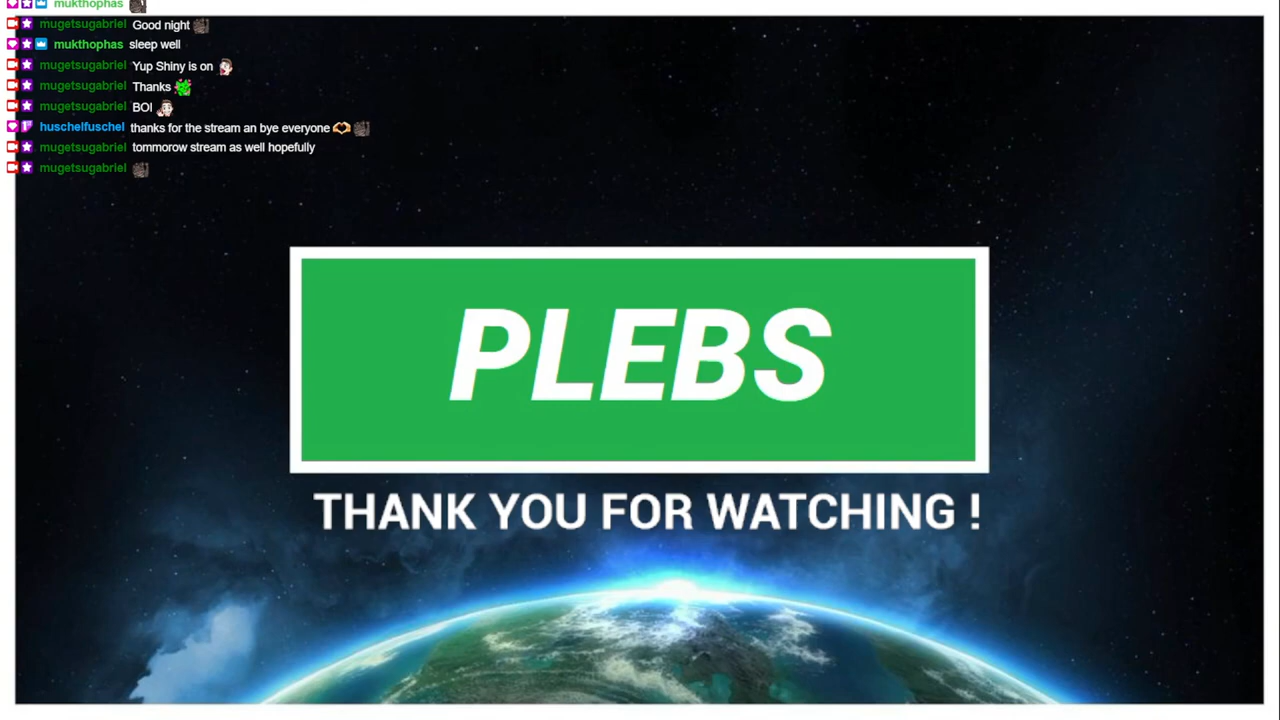 mukthophas
mugetsugabriel Good night
mukthophas sleep well
mugetsugabriel Yup Shiny is on
mugetsugabriel Thanks
mugetsugabriel BOI
huschelfuschel thanks for the stream an bye everyone
mugetsugabriel tommorow stream as well hopefully
mugetsugabriel
PLEBS
THANK YOU FOR WATCHING !